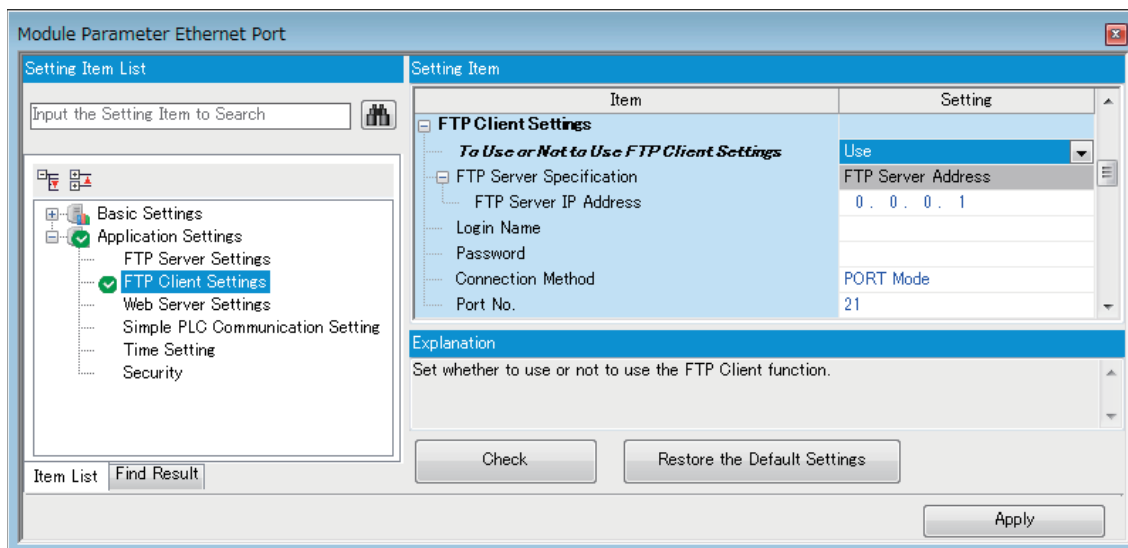 Module Parameter Ethernet Port
Setting Item List
Input the Setting Item to Search
Basic Settings
Application Settings
FTP Server Settings
FTP Client Settings
Web Server Settings
Simple PLC Communication Setting
Time Setting
Security
Item List Find Result
Setting Item
Item Setting
FTP Client Settings
To Use or Not to Use FTP Client Settings Use
FTP Server Specification FTP Server Address
FTP Server IP Address 0 . 0 . 0 . 1
Login Name
Password
Connection Method PORT Mode
Port No. 21
Explanation
Set whether to use or not to use the FTP Client function.
Check Restore the Default Settings
Apply